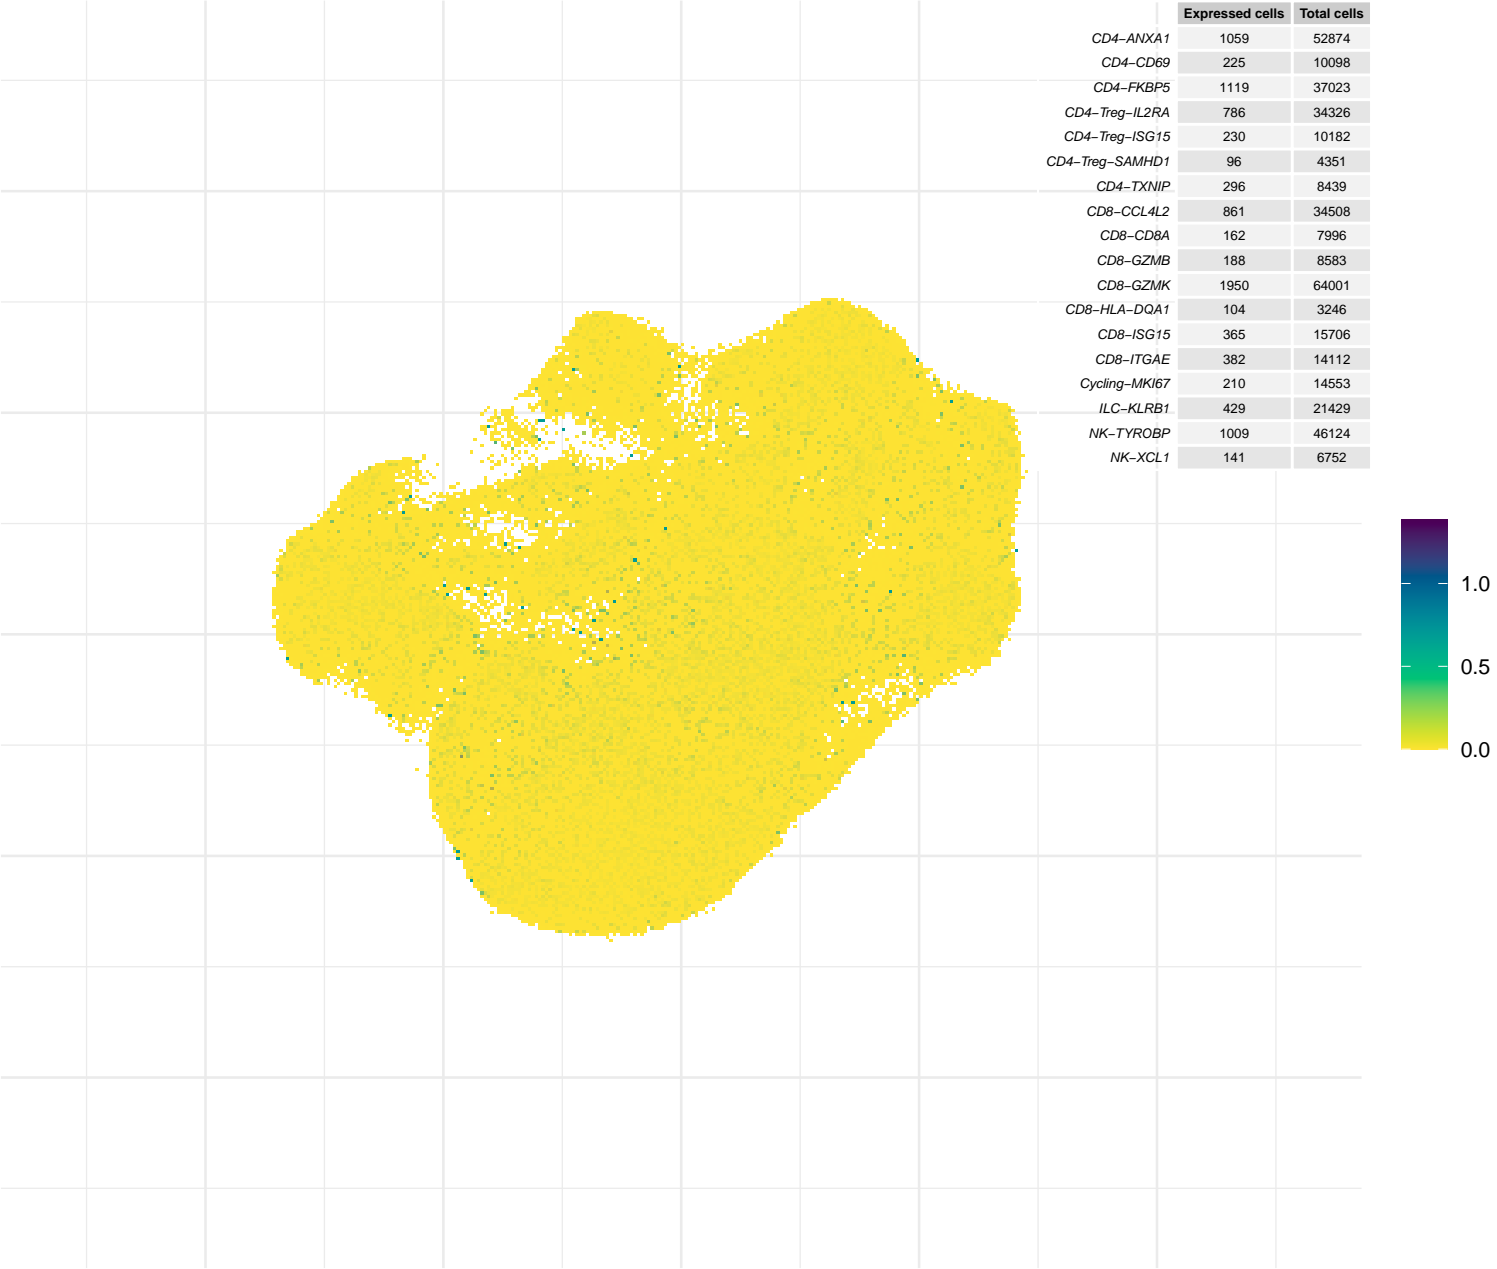 Expressed cells Total cells
CD4−ANXA1 1059 52874
CD4−CD69 225 10098
CD4−FKBP5 1119 37023
CD4−Treg−IL2RA 786 34326
CD4−Treg−ISG15 230 10182
CD4−Treg−SAMHD1 96 4351
CD4−TXNIP 296 8439
CD8−CCL4L2 861 34508
CD8−CD8A 162 7996
CD8−GZMB 188 8583
CD8−GZMK 1950 64001
CD8−HLA−DQA1 104 3246
CD8−ISG15 365 15706
CD8−ITGAE 382 14112
Cycling−MKI67 210 14553
ILC−KLRB1 429 21429
NK−TYROBP 1009 46124
NK−XCL1 141 6752
1.0
0.5
0.0